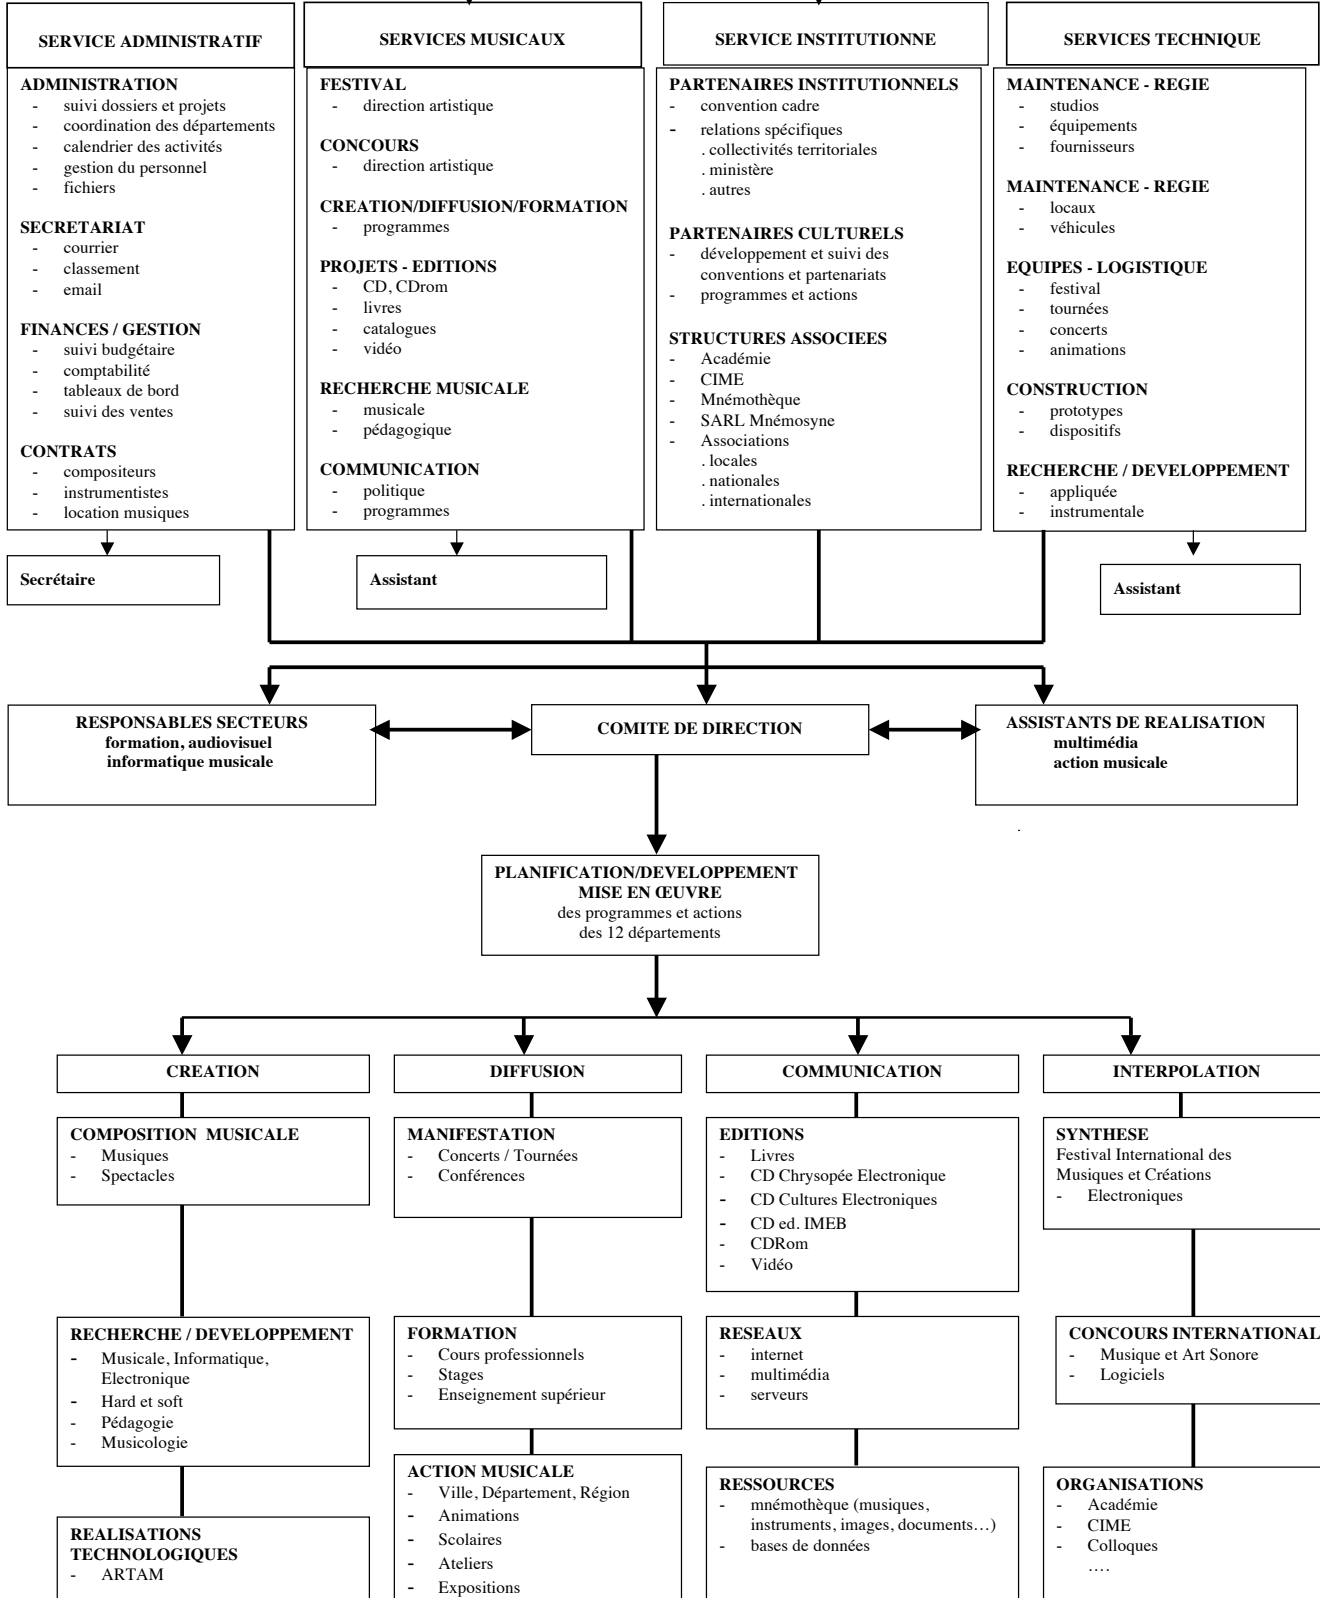 SERVICE ADMINISTRATIF
ADMINISTRATION
- suivi dossiers et projets
- coordination des départements
- calendrier des activités
- gestion du personnel
- fichiers
SECRETARIAT
- courrier
- classement
- email
FINANCES / GESTION
- suivi budgétaire
- comptabilité
- tableaux de bord
- suivi des ventes
CONTRATS
- compositeurs
- instrumentistes
- location musiques
Secrétaire
SERVICES MUSICAUX
FESTIVAL
- direction artistique
CONCOURS
- direction artistique
CREATION/DIFFUSION/FORMATION
- programmes
PROJETS - EDITIONS
- CD, CDrom
- livres
- catalogues
- vidéo
RECHERCHE MUSICALE
- musicale
- pédagogique
COMMUNICATION
- politique
- programmes
Assistant
SERVICE INSTITUTIONNE
PARTENAIRES INSTITUTIONNELS
- convention cadre
- relations spécifiques
. collectivités territoriales
. ministère
. autres
PARTENAIRES CULTURELS
- développement et suivi des
conventions et partenariats
- programmes et actions
STRUCTURES ASSOCIEES
- Académie
- CIME
- Mnémothèque
- SARL Mnémosyne
- Associations
. locales
. nationales
. internationales
SERVICES TECHNIQUE
MAINTENANCE - REGIE
- studios
- équipements
- fournisseurs
MAINTENANCE - REGIE
- locaux
- véhicules
EQUIPES - LOGISTIQUE
- festival
- tournées
- concerts
- animations
CONSTRUCTION
- prototypes
- dispositifs
RECHERCHE / DEVELOPPEMENT
- appliquée
- instrumentale
Assistant
RESPONSABLES SECTEURS
formation, audiovisuel
informatique musicale
COMITE DE DIRECTION
ASSISTANTS DE REALISATION
multimédia
action musicale
.
PLANIFICATION/DEVELOPPEMENT
MISE EN ŒUVRE
des programmes et actions
des 12 départements
CREATION
COMPOSITION MUSICALE
- Musiques
- Spectacles
RECHERCHE / DEVELOPPEMENT
- Musicale, Informatique,
Electronique
- Hard et soft
- Pédagogie
- Musicologie
REALISATIONS
TECHNOLOGIQUES
- ARTAM
DIFFUSION
MANIFESTATION
- Concerts / Tournées
- Conférences
FORMATION
- Cours professionnels
- Stages
- Enseignement supérieur
ACTION MUSICALE
- Ville, Département, Région
- Animations
- Scolaires
- Ateliers
- Expositions
COMMUNICATION
EDITIONS
- Livres
- CD Chrysopée Electronique
- CD Cultures Electroniques
- CD ed. IMEB
- CDRom
- Vidéo
RESEAUX
- internet
- multimédia
- serveurs
RESSOURCES
- mnémothèque (musiques,
instruments, images, documents…)
- bases de données
INTERPOLATION
SYNTHESE
Festival International des
Musiques et Créations
- Electroniques
CONCOURS INTERNATIONAL
- Musique et Art Sonore
- Logiciels
ORGANISATIONS
- Académie
- CIME
- Colloques
….